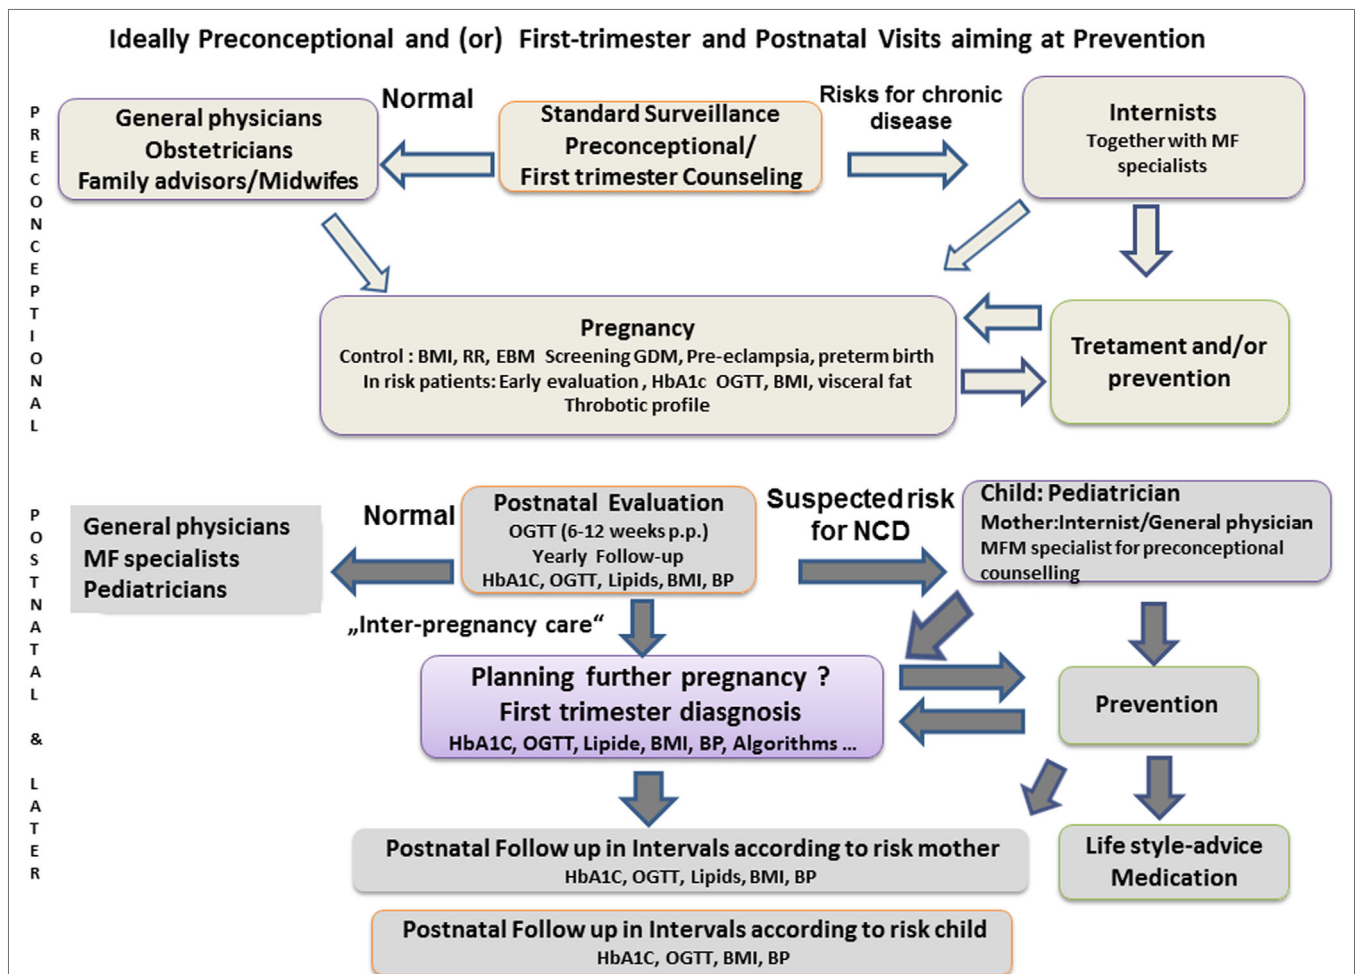 Ideally Preconceptional and (or) First-trimester and Postnatal Visits aiming at Prevention
PRECONCEPTIONAL
General physicians
Obstetricians
Family advisors/Midwifes
Normal
Standard Surveillance
Preconceptional/
First trimester Counseling
Risks for chronic
disease
Internists
Together with MF
specialists
Pregnancy
Control : BMI, RR, EBM Screening GDM, Pre-eclampsia, preterm birth
In risk patients: Early evaluation , HbA1c OGTT, BMI, visceral fat
Throbotic profile
Tretament and/or
prevention
POSTNATAL & LATER
General physicians
MF specialists
Pediatricians
Normal
Postnatal Evaluation
OGTT (6-12 weeks p.p.)
Yearly Follow-up
HbA1C, OGTT, Lipids, BMI, BP
Suspected risk
for NCD
Child: Pediatrician
Mother:Internist/General physician
MFM specialist for preconceptional
counselling
„Inter-pregnancy care“
Planning further pregnancy ?
First trimester diasgnosis
HbA1C, OGTT, Lipide, BMI, BP, Algorithms ...
Prevention
Postnatal Follow up in Intervals according to risk mother
HbA1C, OGTT, Lipids, BMI, BP
Life style-advice
Medication
Postnatal Follow up in Intervals according to risk child
HbA1C, OGTT, BMI, BP